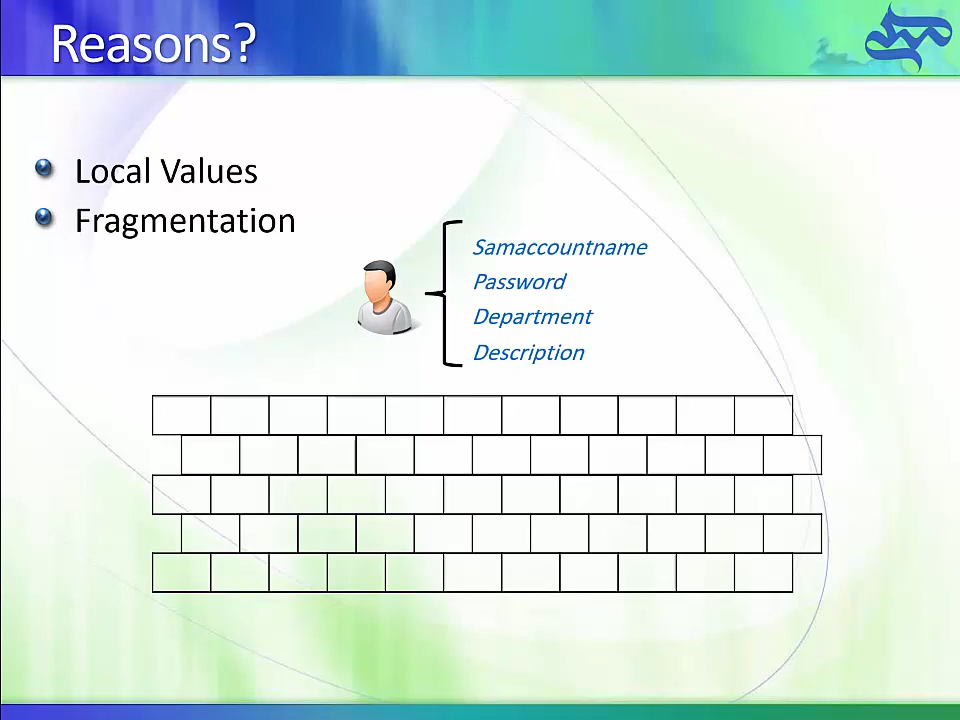 Reasons?
Local Values
Fragmentation
Samaccountname
Password
Department
Description